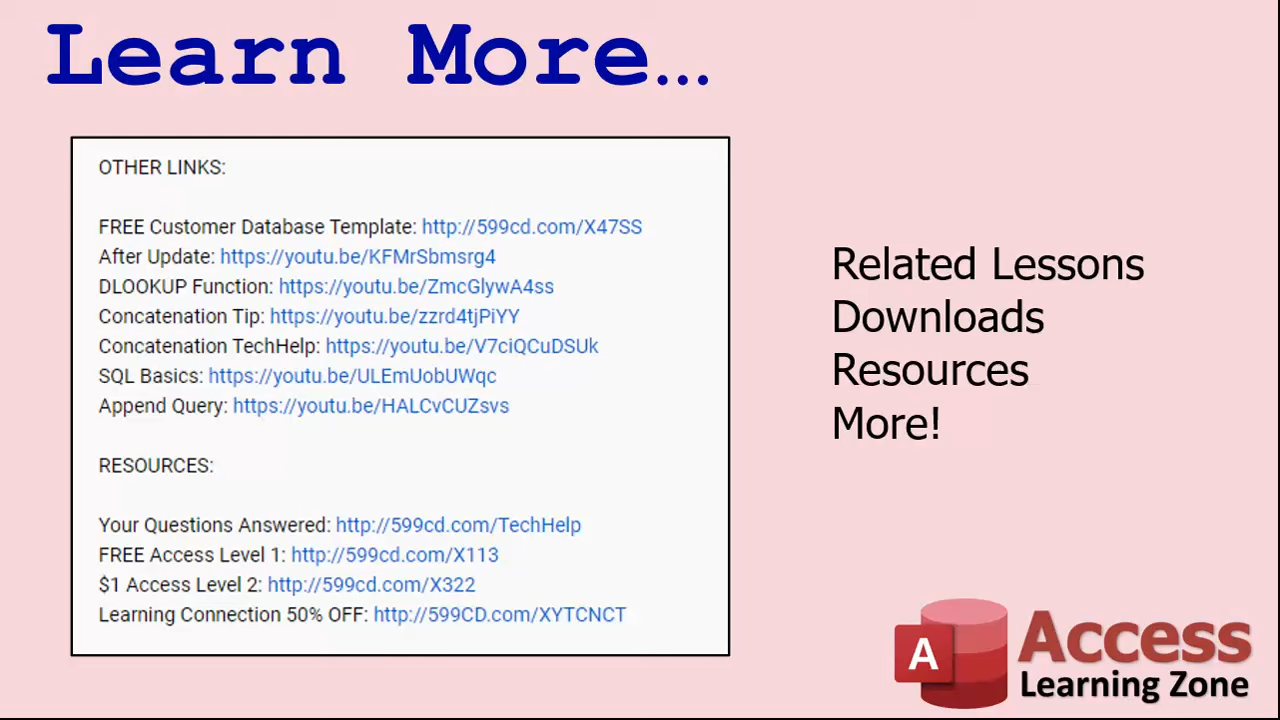 Learn More...
OTHER LINKS:
FREE Customer Database Template: http://599cd.com/X47SS
After Update: https://youtu.be/KFMrSbmsrg4
DLOOKUP Function: https://youtu.be/ZmcGlywA4ss
Concatenation Tip: https://youtu.be/zzrd4tjPiYY
Concatenation TechHelp: https://youtu.be/V7ciQCuDSUk
SQL Basics: https://youtu.be/ULEmUobUWqc
Append Query: https://youtu.be/HALCvCUZsvs
RESOURCES:
Your Questions Answered: http://599cd.com/TechHelp
FREE Access Level 1: http://599cd.com/X113
$1 Access Level 2: http://599cd.com/X322
Learning Connection 50% OFF: http://599CD.com/XYTCNCT
Related Lessons
Downloads
Resources
More!
A
Access
Learning Zone